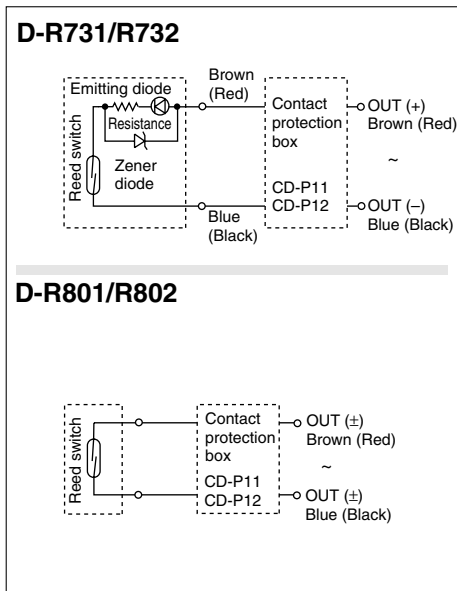 D-R731/R732
Emitting diode
Resistance
Zener
diode
Reed switch
Brown
(Red)
Blue
(Black)
Contact
protection
box
CD-P11
CD-P12
OUT (+)
Brown (Red)
~
OUT (–)
Blue (Black)
D-R801/R802
Reed switch
Contact
protection
box
CD-P11
CD-P12
OUT (±)
Brown (Red)
~
OUT (±)
Blue (Black)